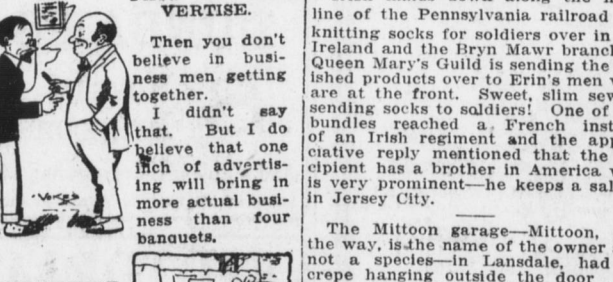 VERTISE.
Then you don't
believe in busi-
ness men getting
together.
I didn't say
that. But I do
believe that one
inch of advertis-
ing will bring in
more actual busi-
ness than four
banquets.
line of the Pennsylvania railroad
knitting socks for soldiers over in
Ireland and the Bryn Mawr branc
Queen Mary's Guild is sending the
ished products over to Erin's men
are at the front. Sweet, slim sew
sending socks to soldiers! One of
bundles reached a French inst
of an Irish regiment and the app
ciative reply mentioned that the
cipient has a brother in America
is very prominent—he keeps a sa
in Jersey City.
The Mittoon garage—Mittoon,
the way, is the name of the owner
not a species—in Lansdale, had
crepe hanging outside the door